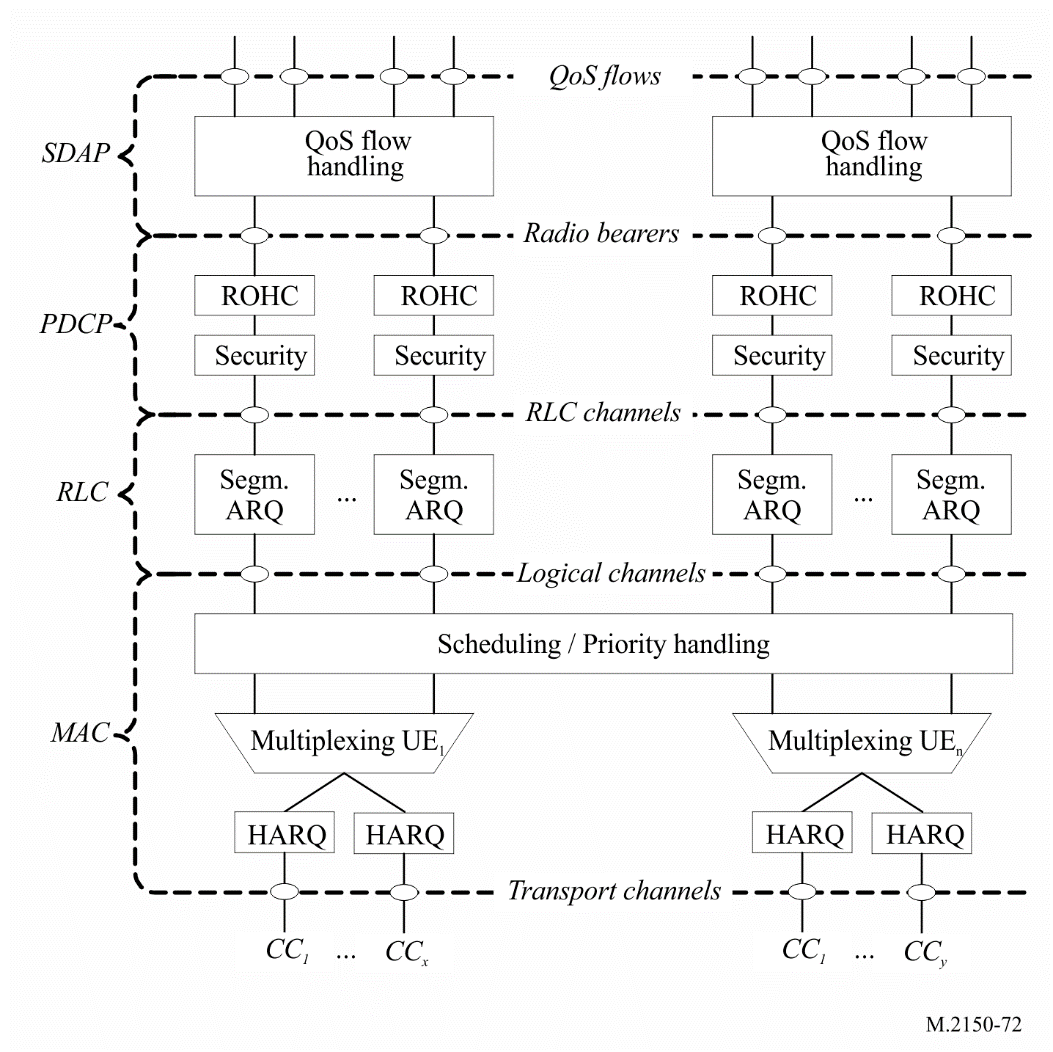 QoS flows
SDAP
QoS flow
handling
QoS flow
handling
Radio bearers
PDCP
ROHC
ROHC
ROHC
ROHC
Security
Security
Security
Security
RLC channels
RLC
Segm.
ARQ
...
Segm.
ARQ
Segm.
ARQ
...
Segm.
ARQ
Logical channels
Scheduling / Priority handling
MAC
Multiplexing UE1
Multiplexing UEn
HARQ
HARQ
HARQ
HARQ
Transport channels
CC1 ... CCx
CC1 ... CCy
M.2150-72